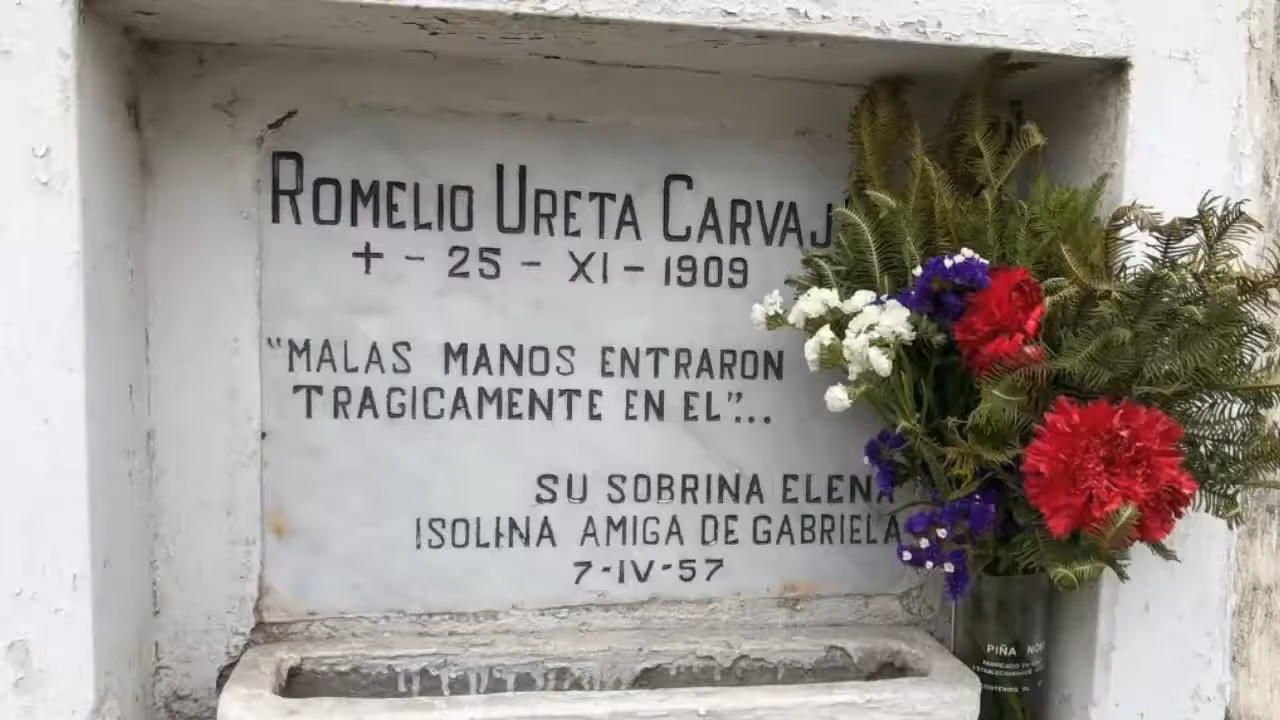 ROMELIO URETA CARVAJ
+ - 25 - XI - 1909
"MALAS MANOS ENTRARON
TRAGICAMENTE EN EL"...
SU SOBRINA ELENA
ISOLINA AMIGA DE GABRIELA
7-IV-57
PIÑA
FABRICADO